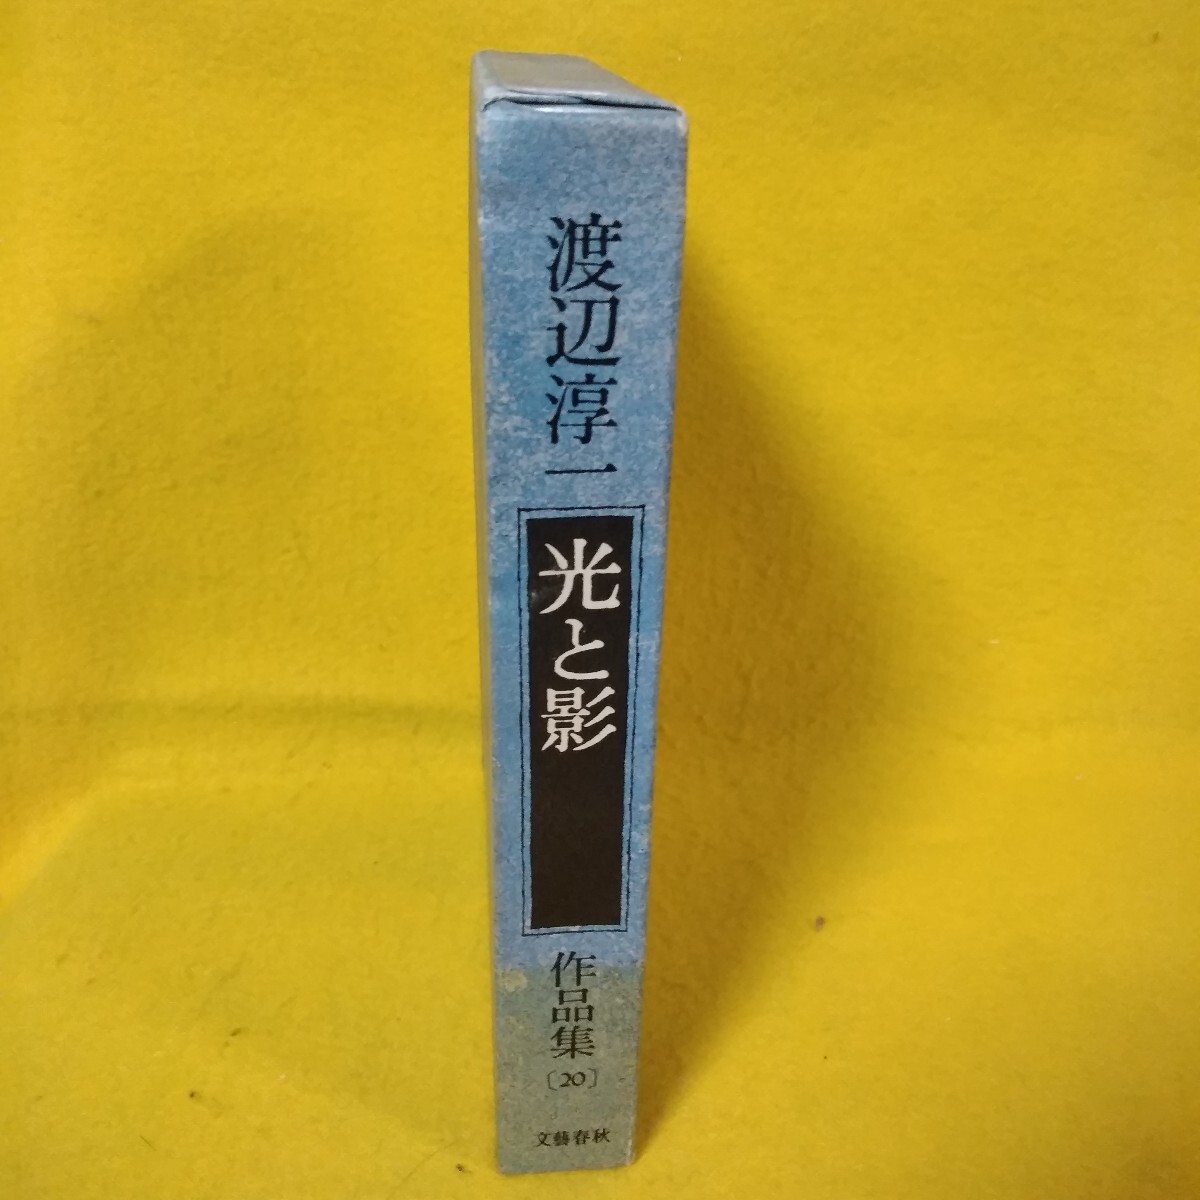 渡辺淳一
光と影
作品集
〔20〕
文藝春秋